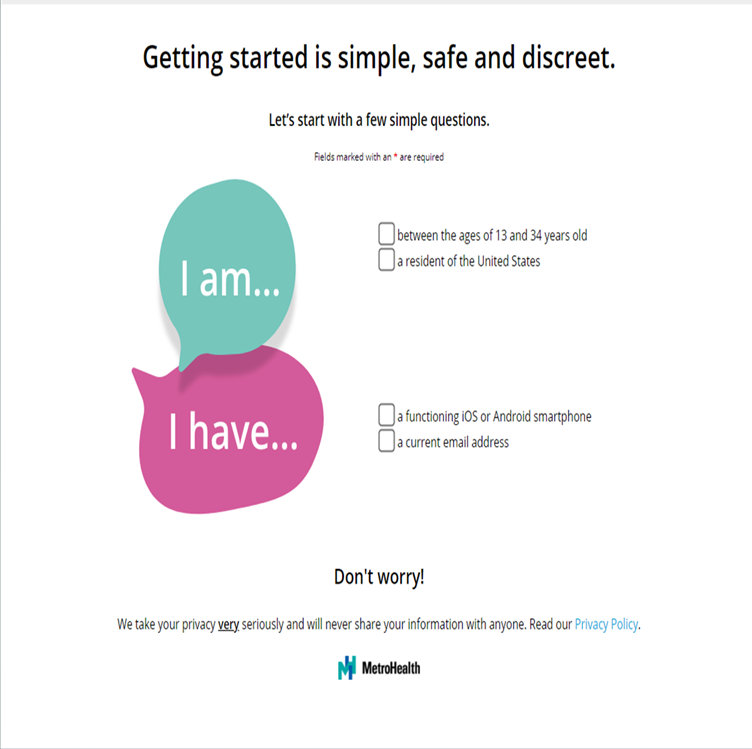 Getting started is simple, safe and discreet.
Let's start with a few simple questions.
Fields marked with an * are required
I am...
between the ages of 13 and 34 years old
a resident of the United States
I have...
a functioning iOS or Android smartphone
a current email address
Don't worry!
We take your privacy very seriously and will never share your information with anyone. Read our Privacy Policy.
MetroHealth